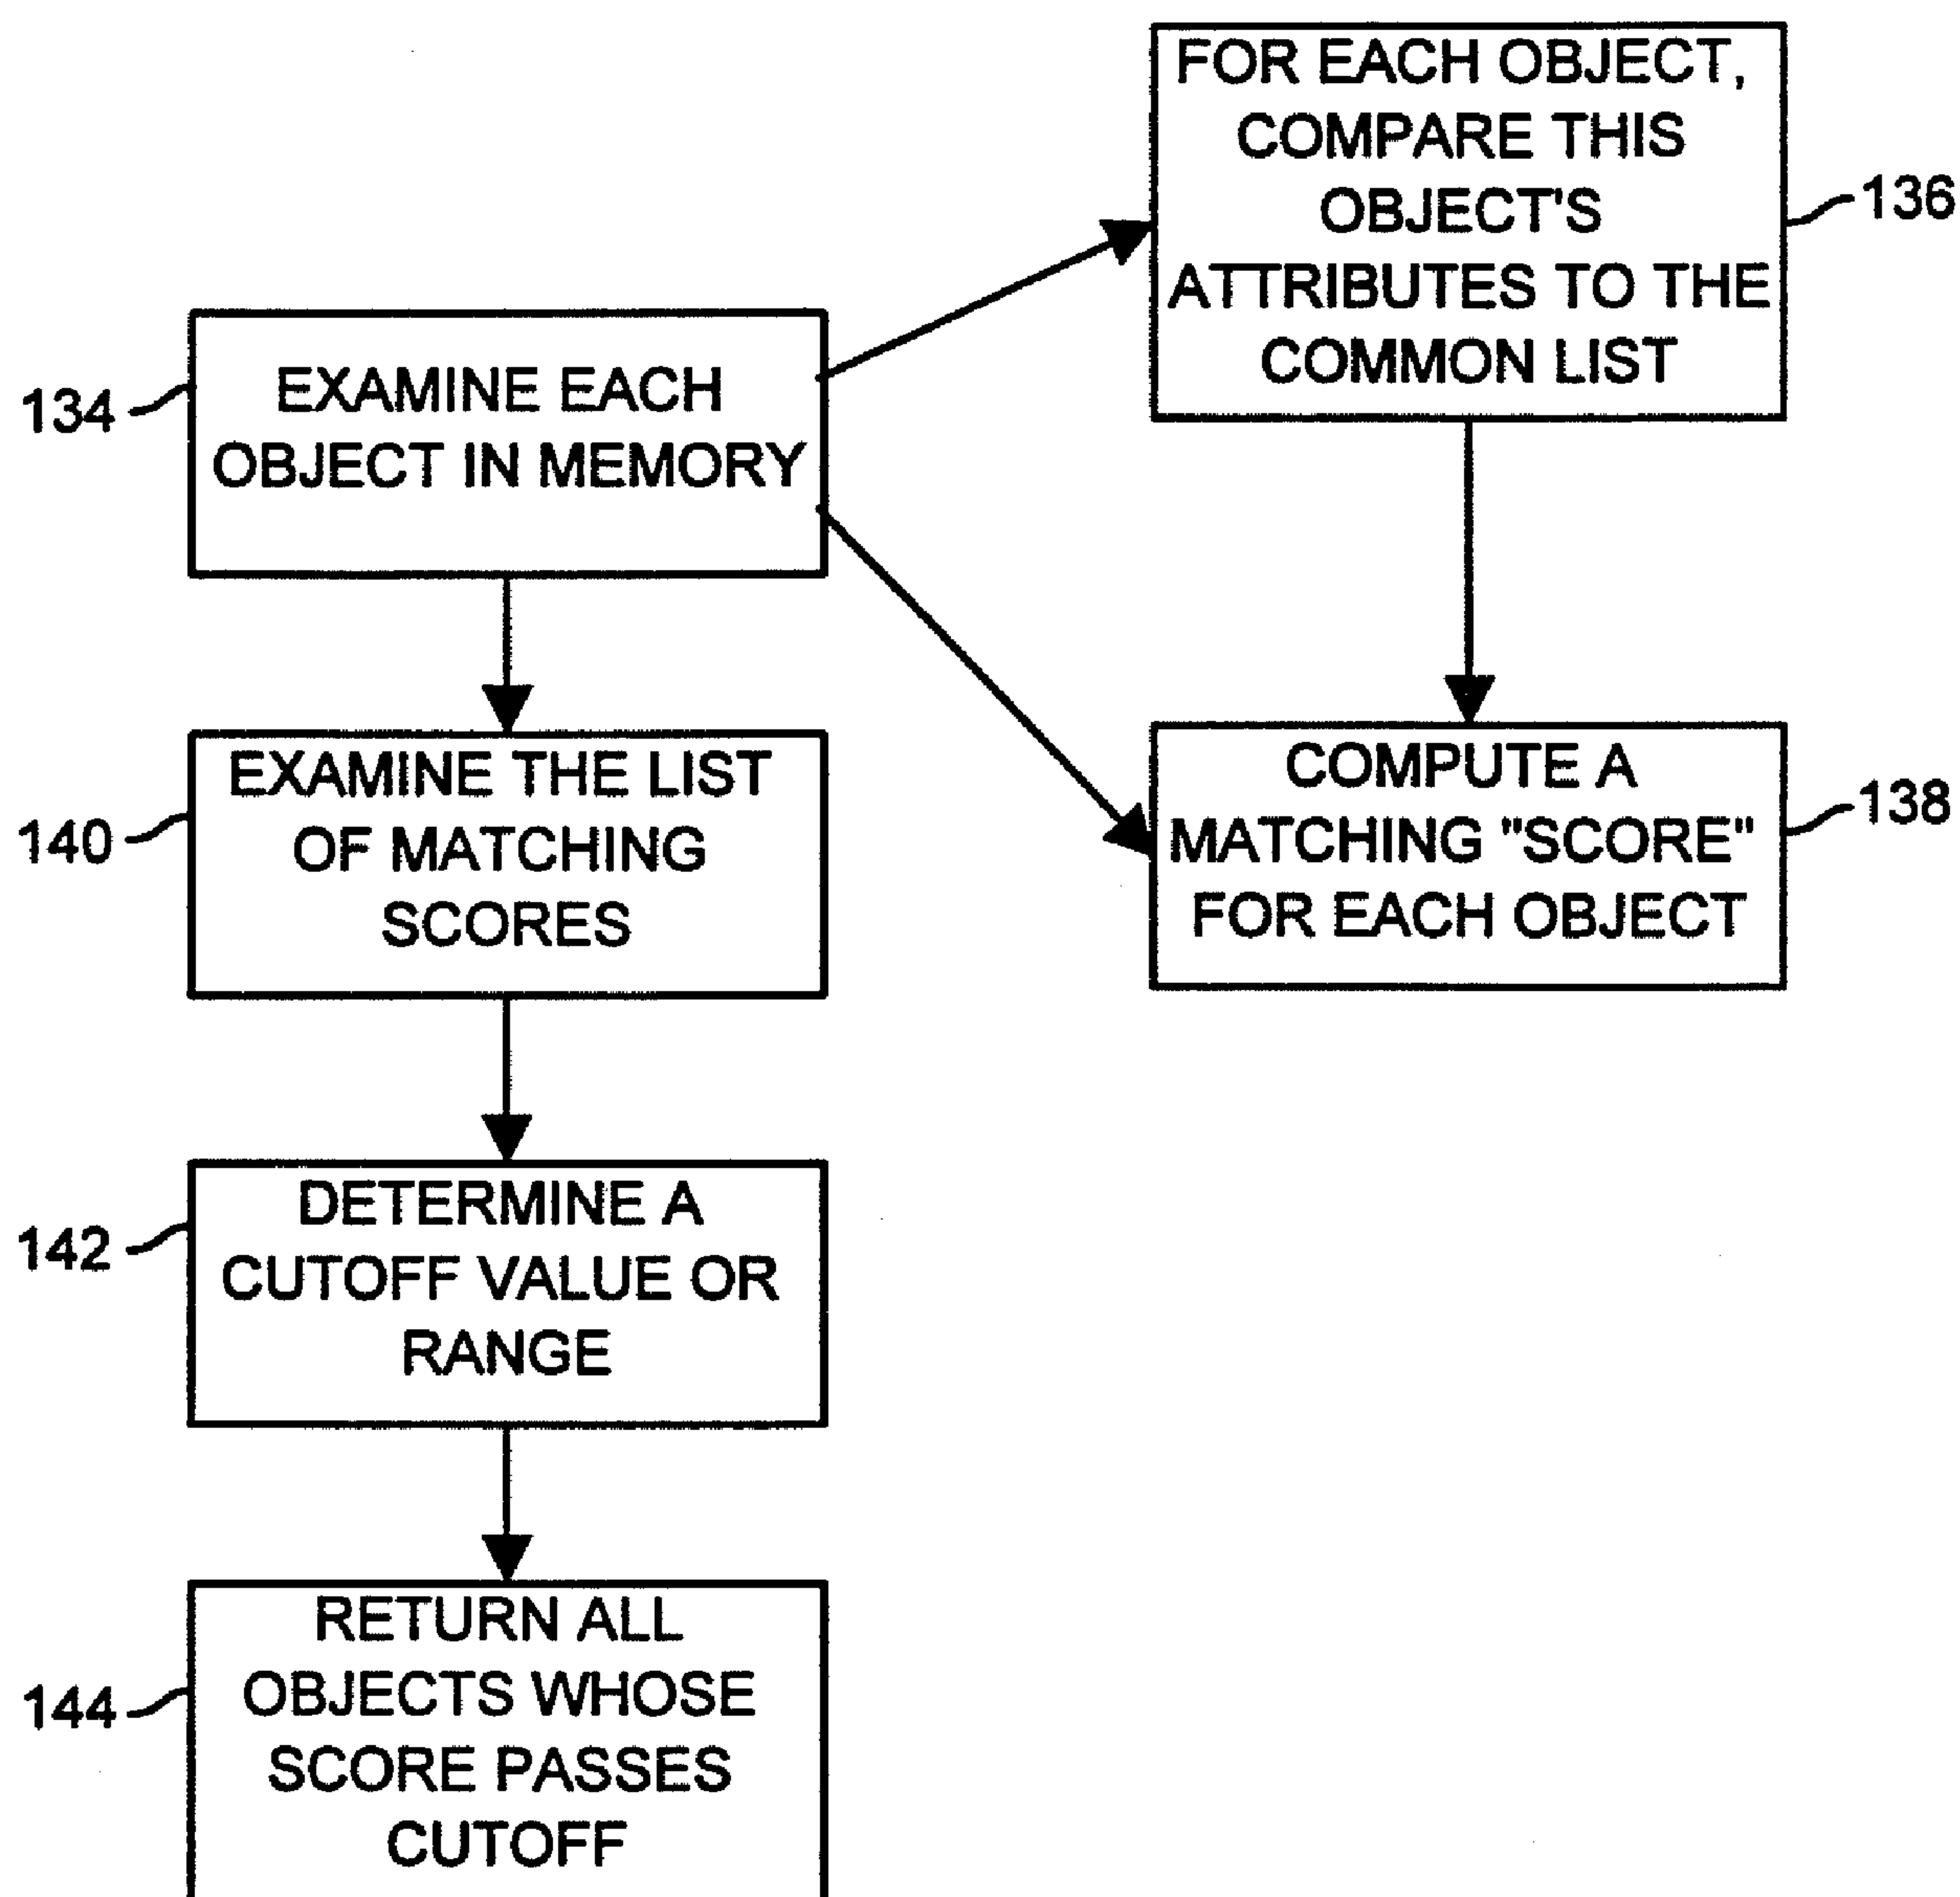 FOR EACH OBJECT,
COMPARE THIS
OBJECT'S
ATTRIBUTES TO THE
COMMON LIST
136
134
EXAMINE EACH
OBJECT IN MEMORY
140
EXAMINE THE LIST
OF MATCHING
SCORES
COMPUTE A
MATCHING "SCORE"
FOR EACH OBJECT
138
142
DETERMINE A
CUTOFF VALUE OR
RANGE
144
RETURN ALL
OBJECTS WHOSE
SCORE PASSES
CUTOFF